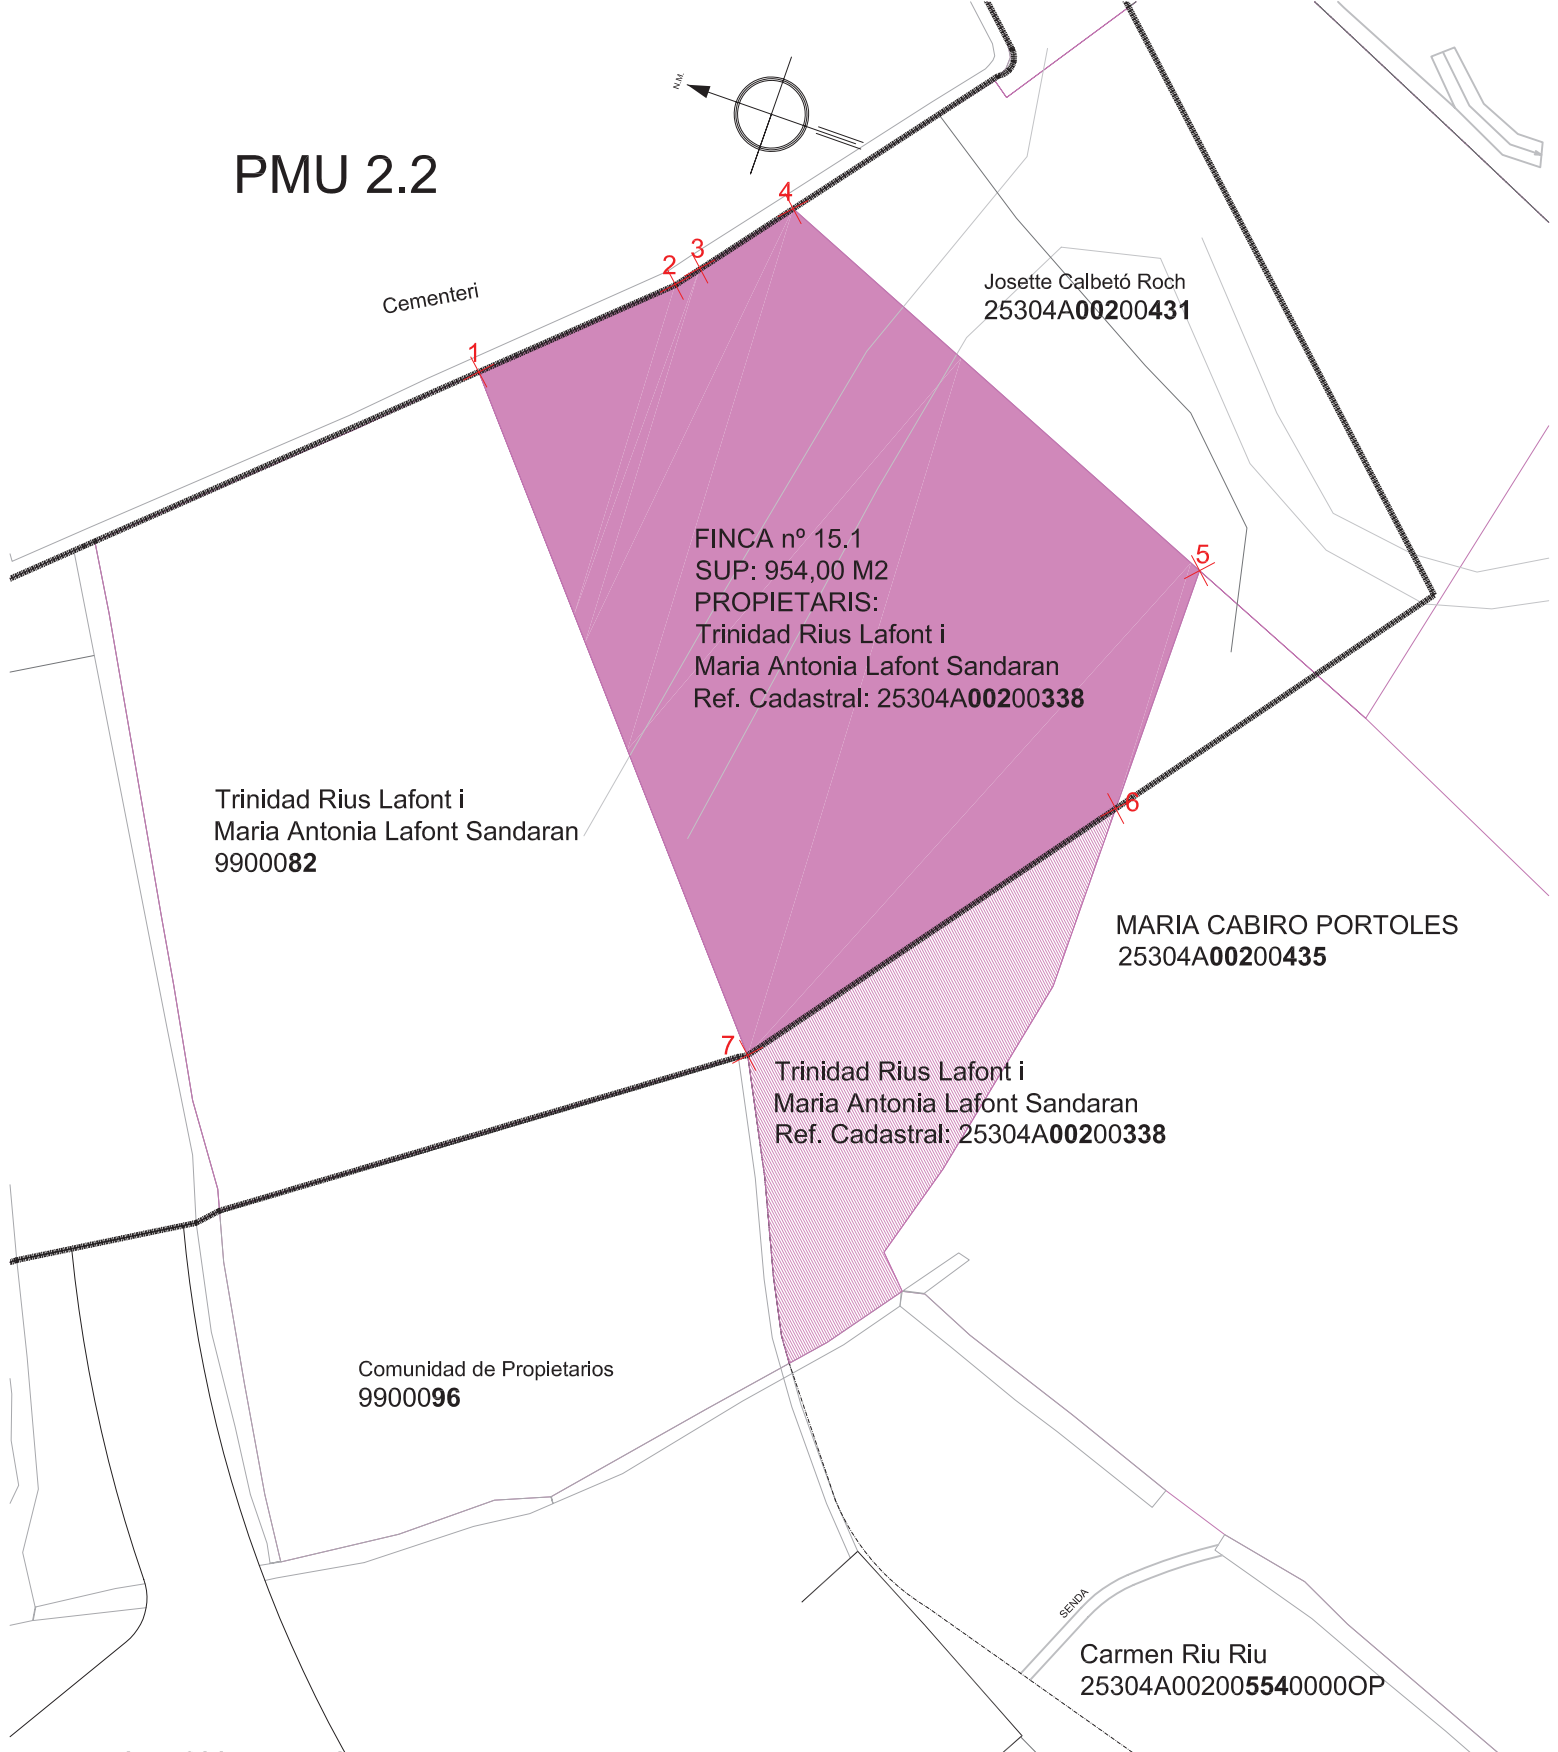 N.M.
PMU 2.2
4
3
2
Cementeri
1
Josette Calbetó Roch
25304A00200431
FINCA nº 15.1
SUP: 954,00 M2
PROPIETARIS:
Trinidad Rius Lafont i
Maria Antonia Lafont Sandaran
Ref. Cadastral: 25304A00200338
5
Trinidad Rius Lafont i
Maria Antonia Lafont Sandaran
9900082
6
MARIA CABIRO PORTOLES
25304A00200435
7
Trinidad Rius Lafont i
Maria Antonia Lafont Sandaran
Ref. Cadastral: 25304A00200338
Comunidad de Propietarios
9900096
SENDA
Carmen Riu Riu
25304A002005540000OP